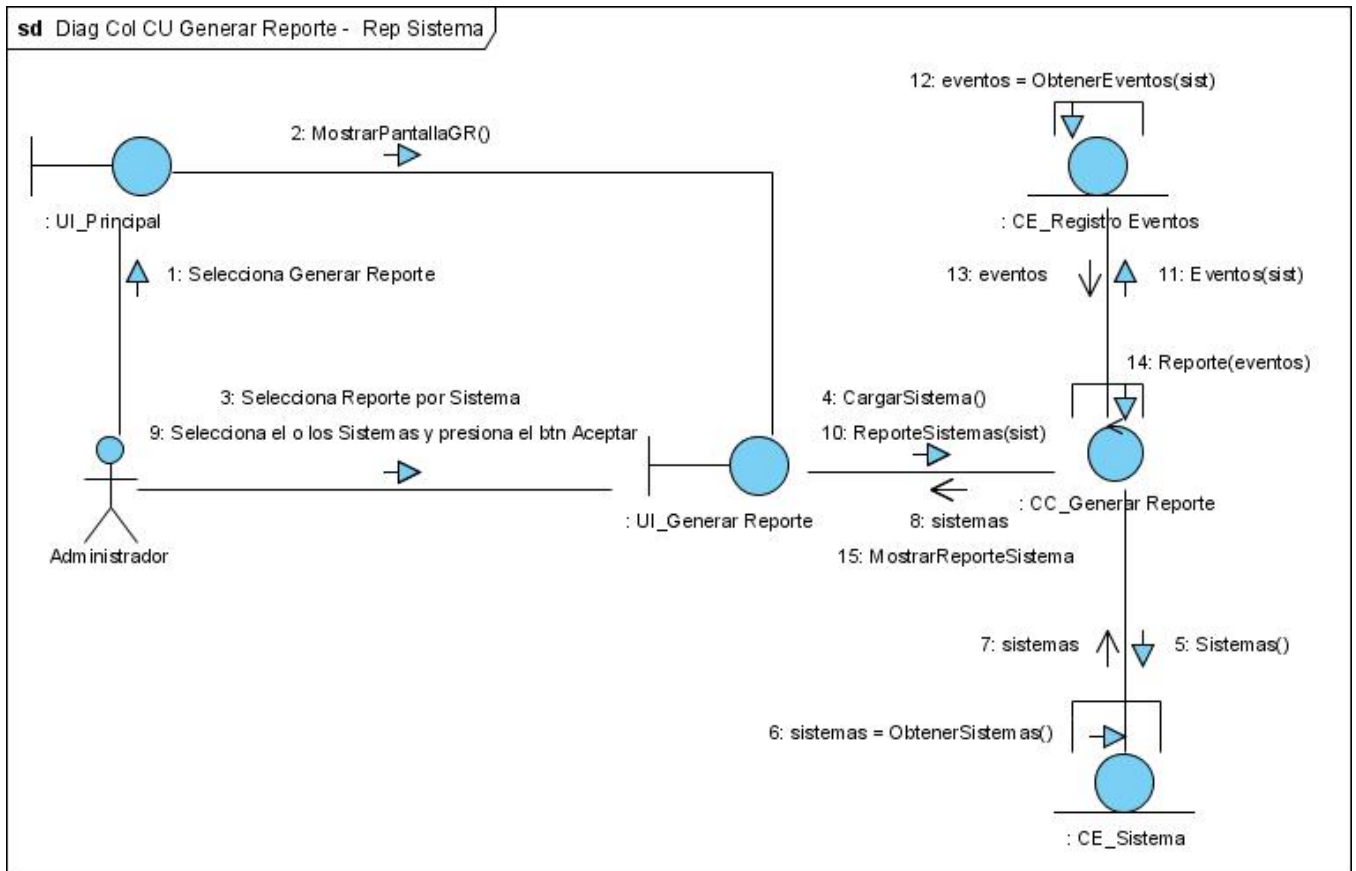 sd Diag Col CU Generar Reporte - Rep Sistema
12: eventos = ObtenerEventos(sist)
2: MostrarPantallaGR()
: UI_Principal
: CE_Registro Eventos
1: Selecciona Generar Reporte
13: eventos
11: Eventos(sist)
14: Reporte(eventos)
3: Selecciona Reporte por Sistema
4: CargarSistema()
9: Selecciona el o los Sistemas y presiona el btn Aceptar
10: ReporteSistemas(sist)
: CC_Generar Reporte
: UI_Generar Reporte
8: sistemas
Administrador
15: MostrarReporteSistema
7: sistemas
5: Sistemas()
6: sistemas = ObtenerSistemas()
: CE_Sistema